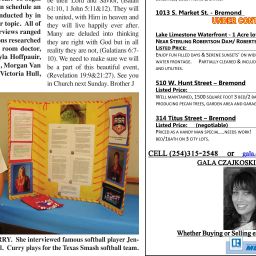 n schedule an
nducted by in
r topic. All of
rviews ranged
ns researched
room doctor,
yla Hoffpauir,
, Morgan Van
Victoria Hull,
be their Lord and Savior, (Isaiah
61:10, 1 John 5:11&12). They will
be united, with Him in heaven and
they will live happily ever after.
Many are deluded into thinking
they are right with God but in all
reality they are not, (Galatians 6:7-
10). We need to make sure we will
be a part of this beautiful event,
(Revelation 19:9&21:27). See you
in Church next Sunday. Brother J
RRY. She interviewed famous softball player Jen-
l. Curry plays for the Texas Smash softball team.
1013 S. Market St. - Bremond
UNDER CONT
Lake Limestone Waterfront - 1 Acre lo
NEAR STERLING ROBERTSON DAM/ ROBERTS
LISTED PRICE:
ENJOY FUN FILLED DAYS & SERENE SUNSETS ON WID
WATER FRONTAGE. PARTIALLY CLEARED & INCLUD
AND UTILITIES.
510 W. Hunt Street – Bremond
Listed Price:
WELL MAINTAINED, 1500 SQUARE FOOT 3 BED/2 B
PRODUCING PECAN TREES, GARDEN AREA AND GARAG
314 Titus Street – Bremond
Listed Price: (negotiable)
PRICED AS A HANDY MAN SPECIAL....NEEDS WORK!
BED/1BATH ON 3 CITY LOTS.
CELL (254)315-2548 or gala.
GALA CZAJKOSKI
Whether Buying or Selling e